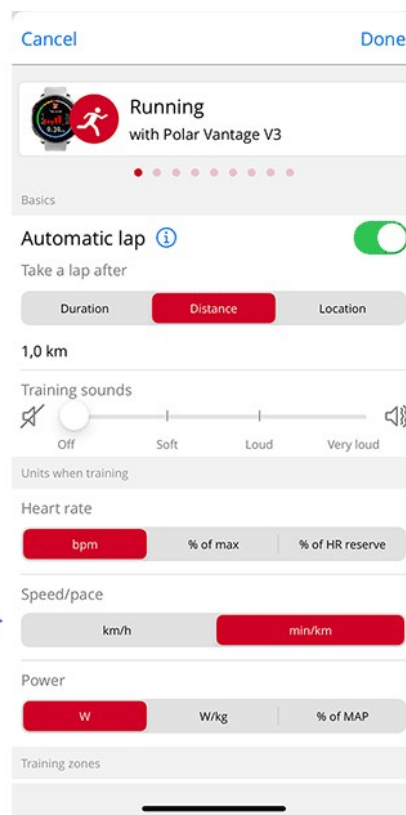 Cancel Done
Running
with Polar Vantage V3
Basics
Automatic lap
Take a lap after
Duration Distance Location
1,0 km
Training sounds
Off Soft Loud Very loud
Units when training
Heart rate
bpm % of max % of HR reserve
Speed/pace
km/h min/km
Power
W W/kg % of MAP
Training zones